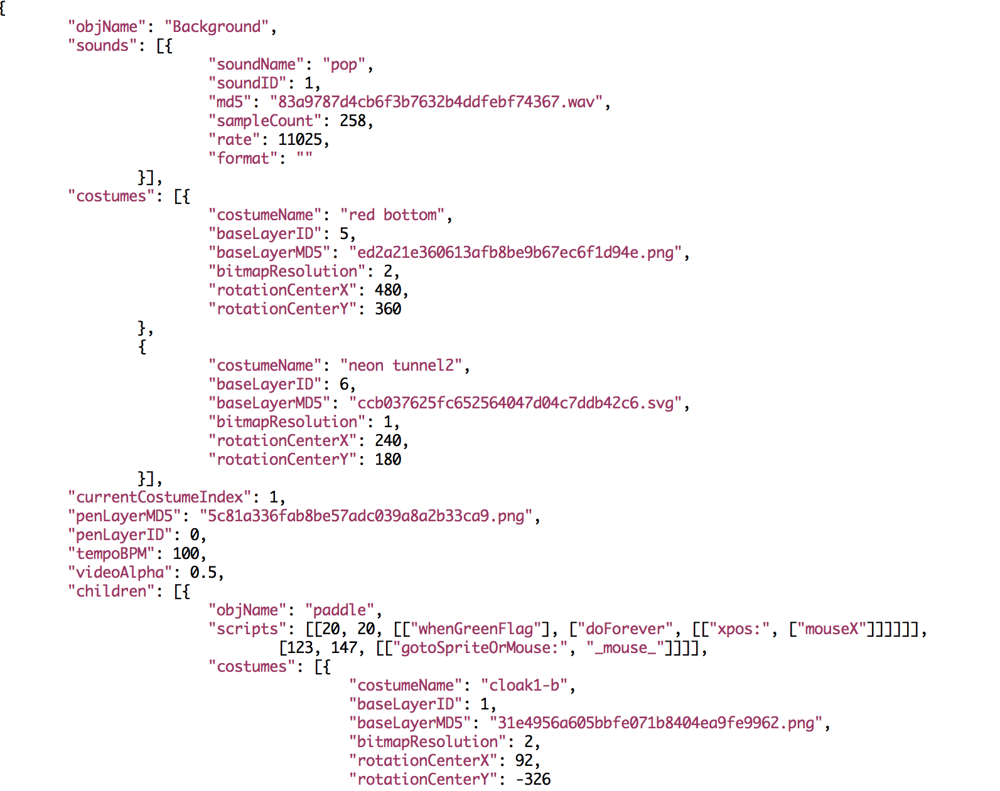 {
"objName": "Background",
"sounds": [{
"soundName": "pop",
"soundID": 1,
"md5": "83a9787d4cb6f3b7632b4ddfebf74367.wav",
"sampleCount": 258,
"rate": 11025,
"format": ""
}],
"costumes": [{
"costumeName": "red bottom",
"baseLayerID": 5,
"baseLayerMD5": "ed2a21e360613afb8be9b67ec6f1d94e.png",
"bitmapResolution": 2,
"rotationCenterX": 480,
"rotationCenterY": 360
},
{
"costumeName": "neon tunnel2",
"baseLayerID": 6,
"baseLayerMD5": "ccb037625fc652564047d04c7ddb42c6.svg",
"bitmapResolution": 1,
"rotationCenterX": 240,
"rotationCenterY": 180
}],
"currentCostumeIndex": 1,
"penLayerMD5": "5c81a336fab8be57adc039a8a2b33ca9.png",
"penLayerID": 0,
"tempoBPM": 100,
"videoAlpha": 0.5,
"children": [{
"objName": "paddle",
"scripts": [[20, 20, [["whenGreenFlag"], ["doForever", [["xpos:", ["mouseX"]]]]]],
[123, 147, [["gotoSpriteOrMouse:", "_mouse_"]]]],
"costumes": [{
"costumeName": "cloak1-b",
"baseLayerID": 1,
"baseLayerMD5": "31e4956a605bbfe071b8404ea9fe9962.png",
"bitmapResolution": 2,
"rotationCenterX": 92,
"rotationCenterY": -326